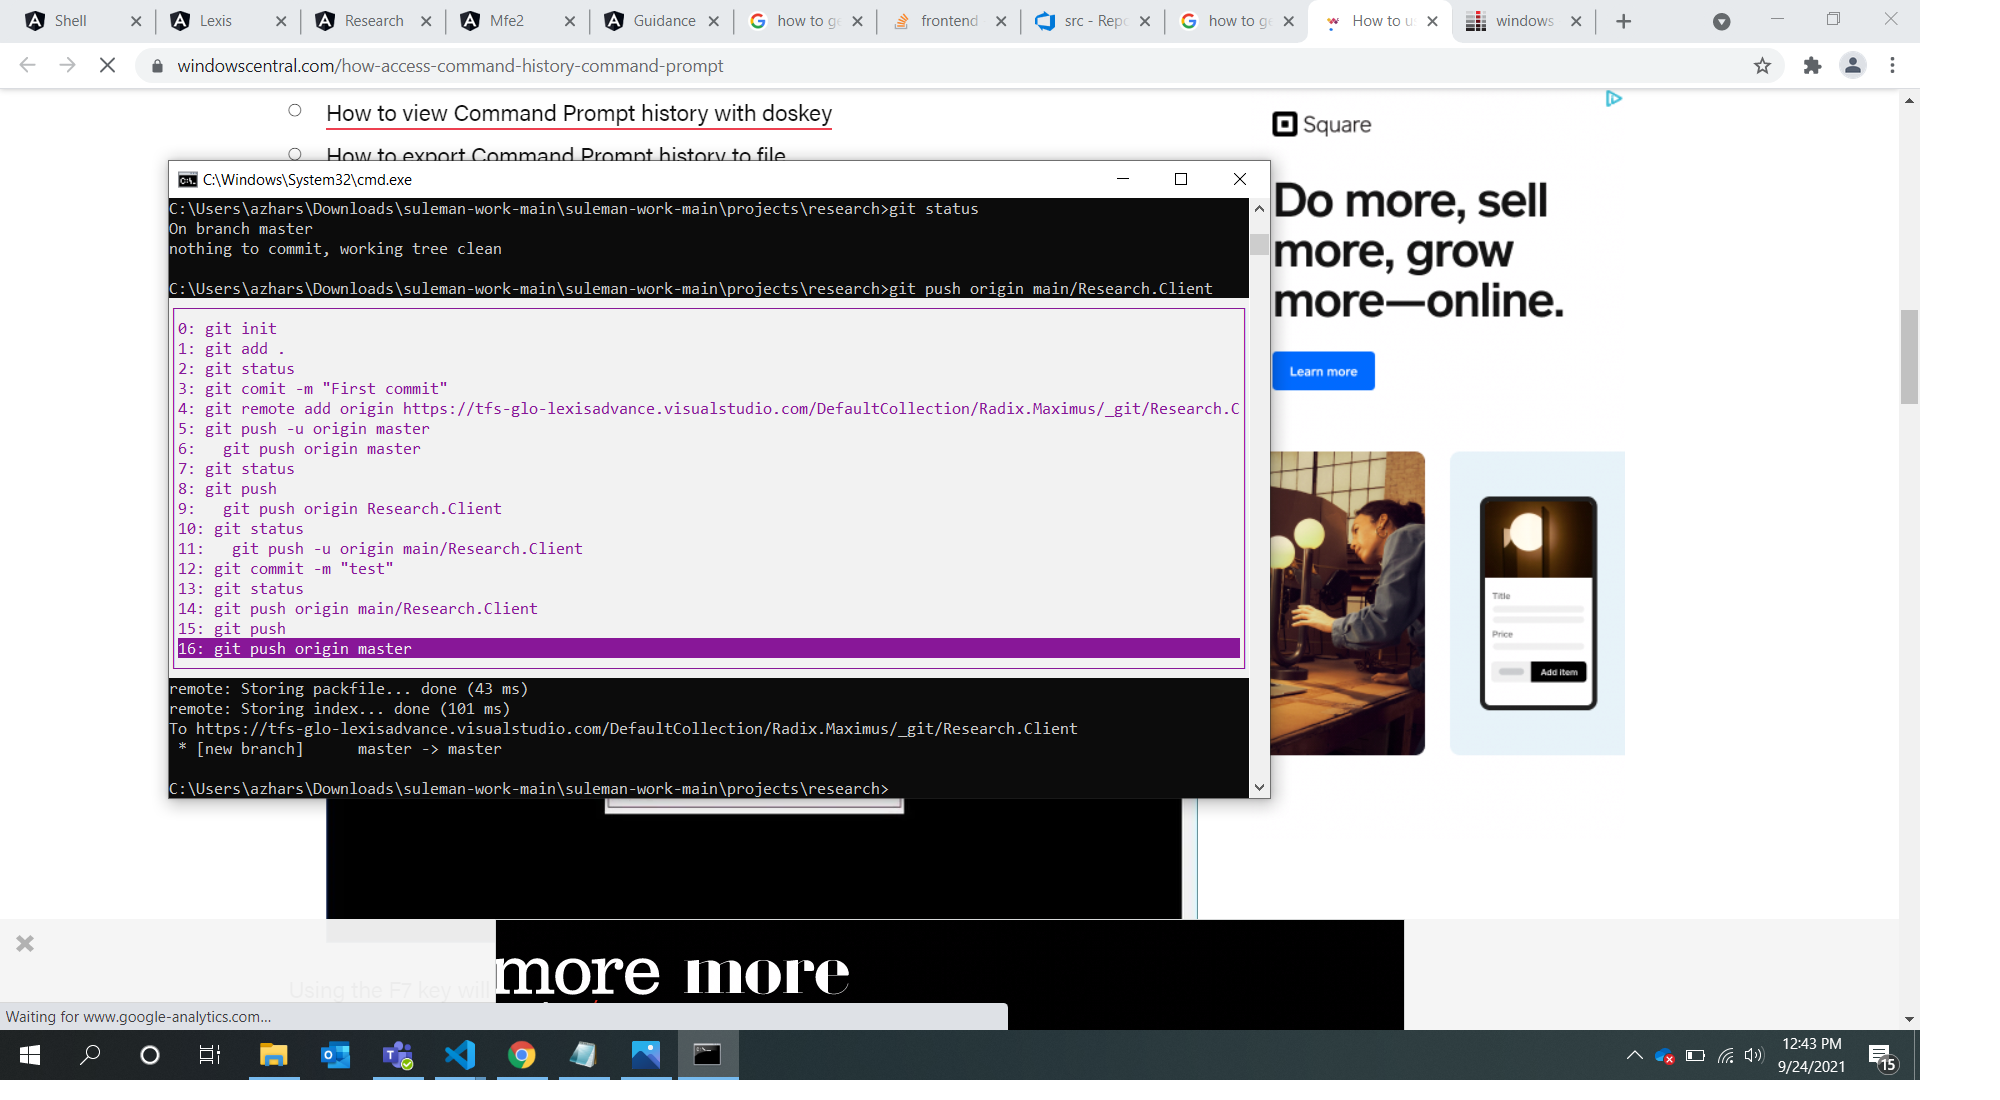 Shell
Lexis
Research
Mfe2
Guidance
how to ge
frontend
src - Repo
how to ge
How to us
windows
windowscentral.com/how-access-command-history-command-prompt
How to view Command Prompt history with doskey
How to export Command Prompt history to file
C:\Windows\System32\cmd.exe
C:\Users\azhars\Downloads\suleman-work-main\suleman-work-main\projects\research>git status
On branch master
nothing to commit, working tree clean
C:\Users\azhars\Downloads\suleman-work-main\suleman-work-main\projects\research>git push origin main/Research.Client
0: git init
1: git add .
2: git status
3: git comit -m "First commit"
4: git remote add origin https://tfs-glo-lexisadvance.visualstudio.com/DefaultCollection/Radix.Maximus/_git/Research.C
5: git push -u origin master
6:   git push origin master
7: git status
8: git push
9:   git push origin Research.Client
10: git status
11:   git push -u origin main/Research.Client
12: git commit -m "test"
13: git status
14: git push origin main/Research.Client
15: git push
16: git push origin master
remote: Storing packfile... done (43 ms)
remote: Storing index... done (101 ms)
To https://tfs-glo-lexisadvance.visualstudio.com/DefaultCollection/Radix.Maximus/_git/Research.Client
 * [new branch]      master -> master
C:\Users\azhars\Downloads\suleman-work-main\suleman-work-main\projects\research>
Square
Do more, sell
more, grow
more—online.
Learn more
Title
Price
Add item
more more
Using the F7 key will
Waiting for www.google-analytics.com...
12:43 PM
9/24/2021
15